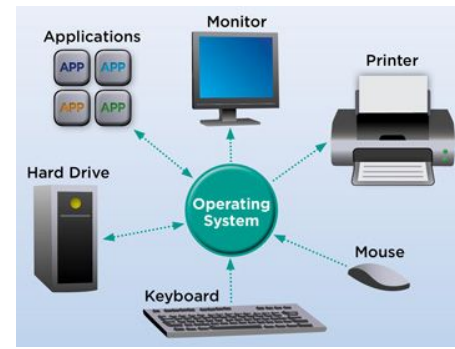 Monitor
Applications
Printer
APP APP
APP APP
Hard Drive
Operating
System
Mouse
Keyboard